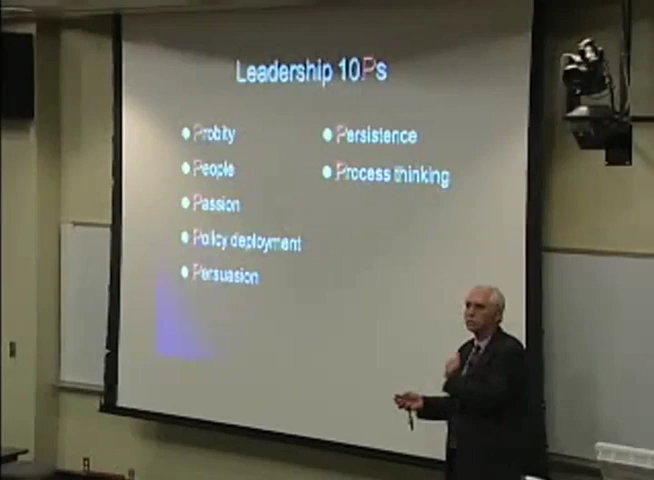 Leadership 10 Ps
Probity
People
Passion
Policy deployment
Persuasion
Persistence
Process thinking